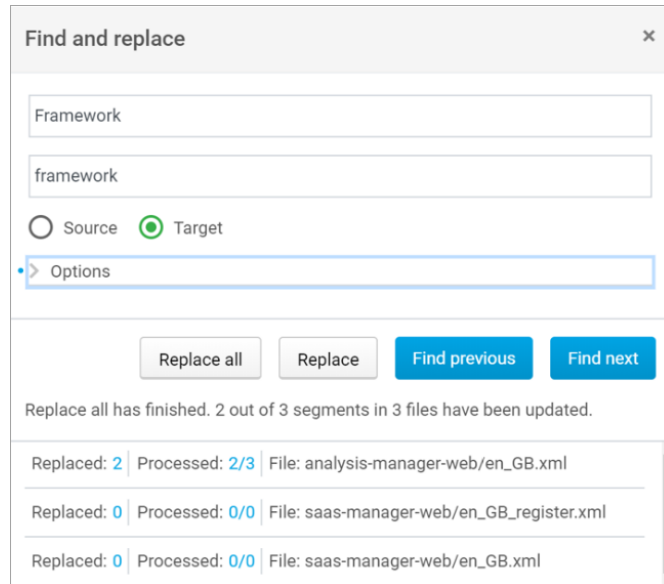 Find and replace ×
Framework
framework
Source Target
Options
Replace all Replace Find previous Find next
Replace all has finished. 2 out of 3 segments in 3 files have been updated.
Replaced: 2 Processed: 2/3 File: analysis-manager-web/en_GB.xml
Replaced: 0 Processed: 0/0 File: saas-manager-web/en_GB_register.xml
Replaced: 0 Processed: 0/0 File: saas-manager-web/en_GB.xml